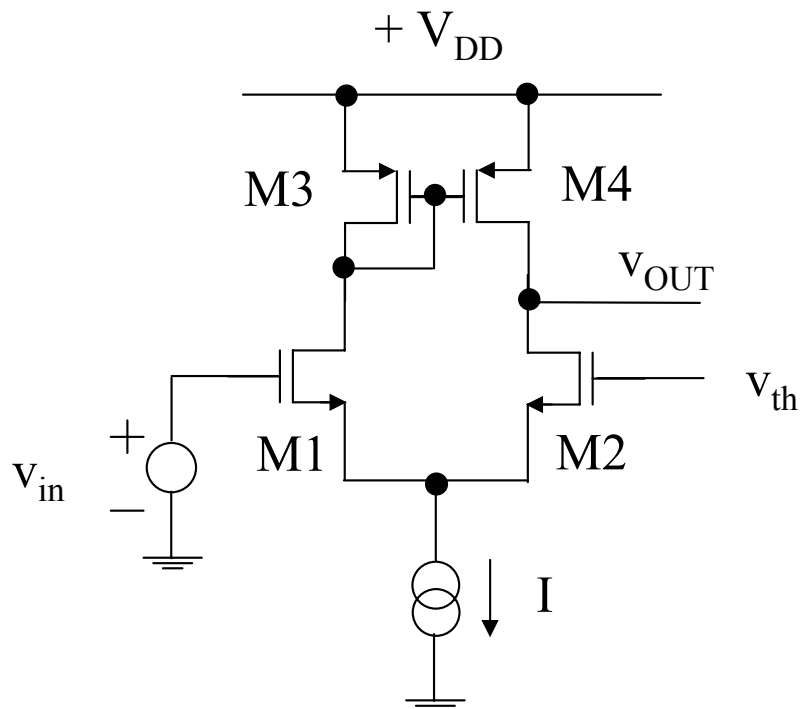 + V_DD
M3
M4
v_OUT
v_th
M1
M2
+
v_in
−
I